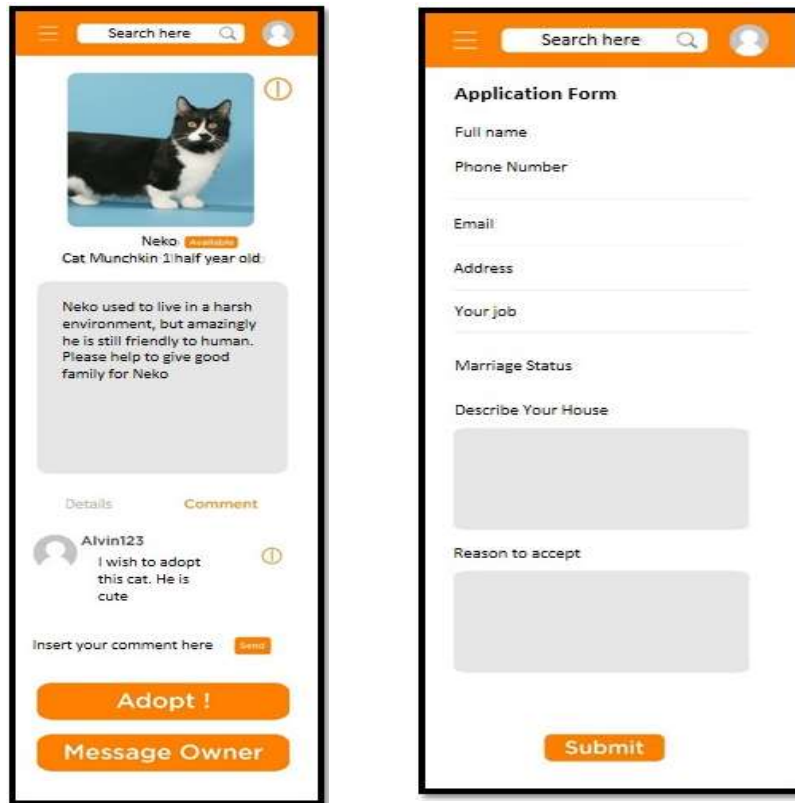 Search here
Neko Available
Cat Munchkin 1 half year old
Neko used to live in a harsh
environment, but amazingly
he is still friendly to human.
Please help to give good
family for Neko
Details Comment
Alvin123
I wish to adopt
this cat. He is
cute
Insert your comment here Send
Adopt !
Message Owner
Search here
Application Form
Full name
Phone Number
Email
Address
Your job
Marriage Status
Describe Your House
Reason to accept
Submit